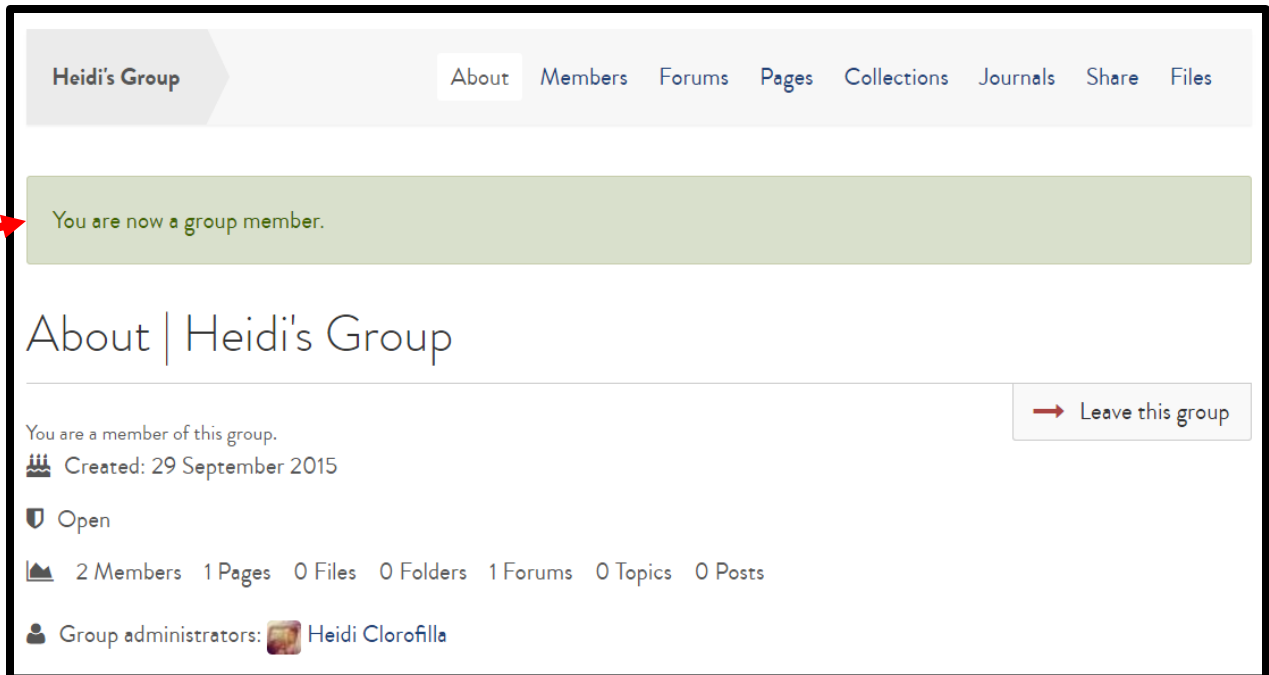 Heidi's Group About Members Forums Pages Collections Journals Share Files
You are now a group member.
About | Heidi's Group
Leave this group
You are a member of this group.
Created: 29 September 2015
Open
2 Members 1 Pages 0 Files 0 Folders 1 Forums 0 Topics 0 Posts
Group administrators: Heidi Clorofilla